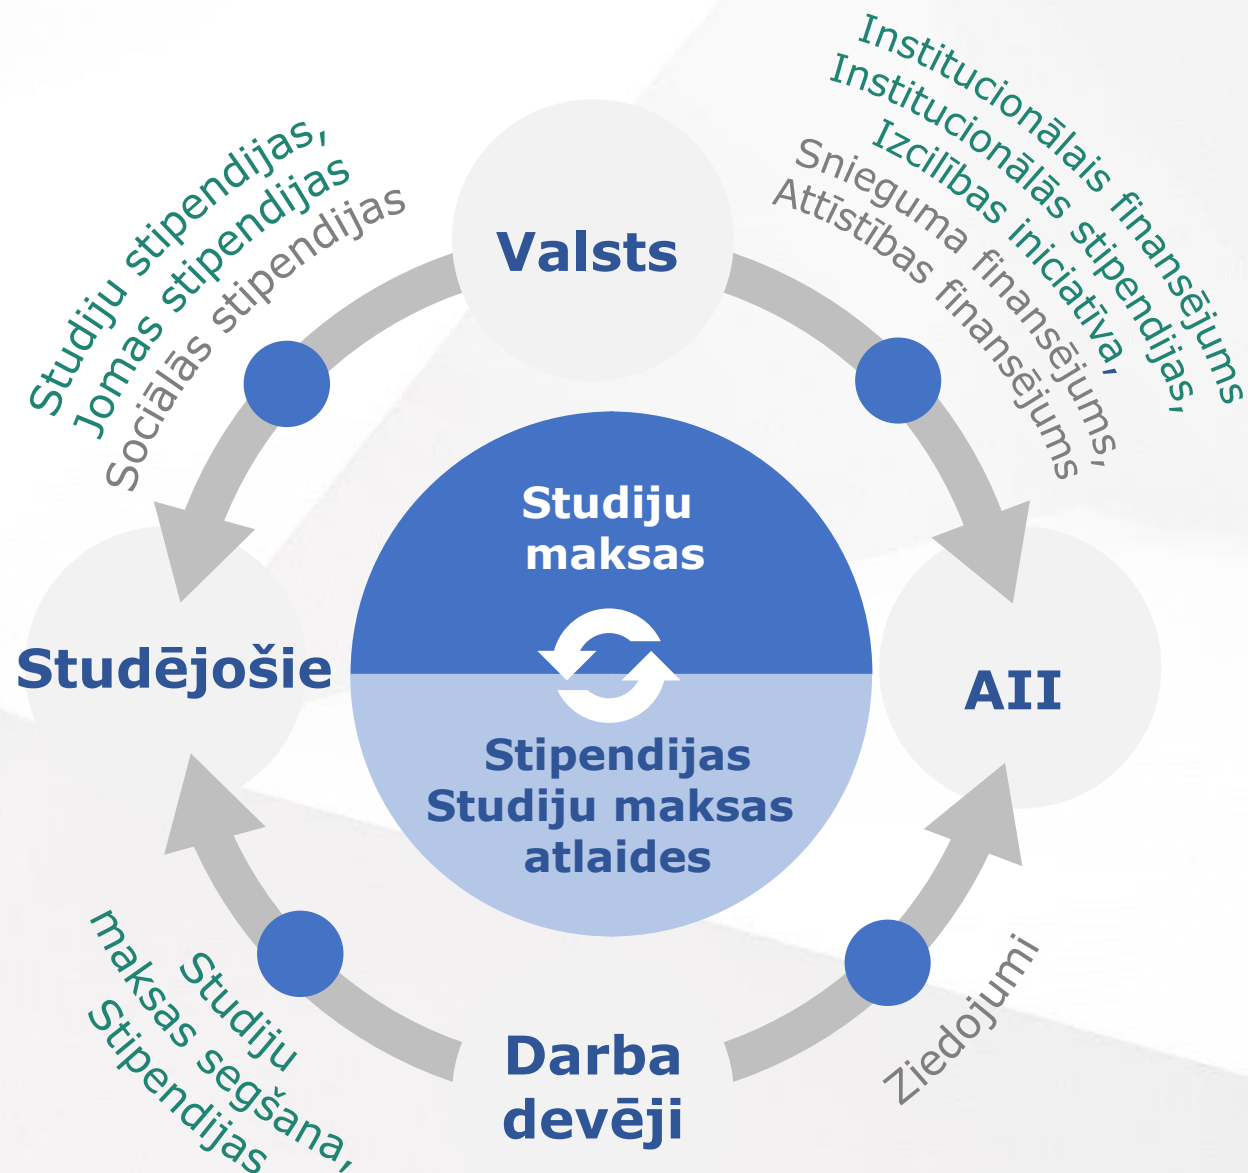 Studiju stipendijas,
Jomas stipendijas
Sociālās stipendijas
Valsts
Institucionālais finansējums
Institucionālās stipendijas,
Izcilības iniciatīva,
Snieguma finansējums,
Attīstības finansējums
Studiju
maksas
Studējošie
AII
Stipendijas
Studiju maksas
atlaides
Studiju
maksas segšana,
Stipendijas
Darba
devēji
Ziedojumi